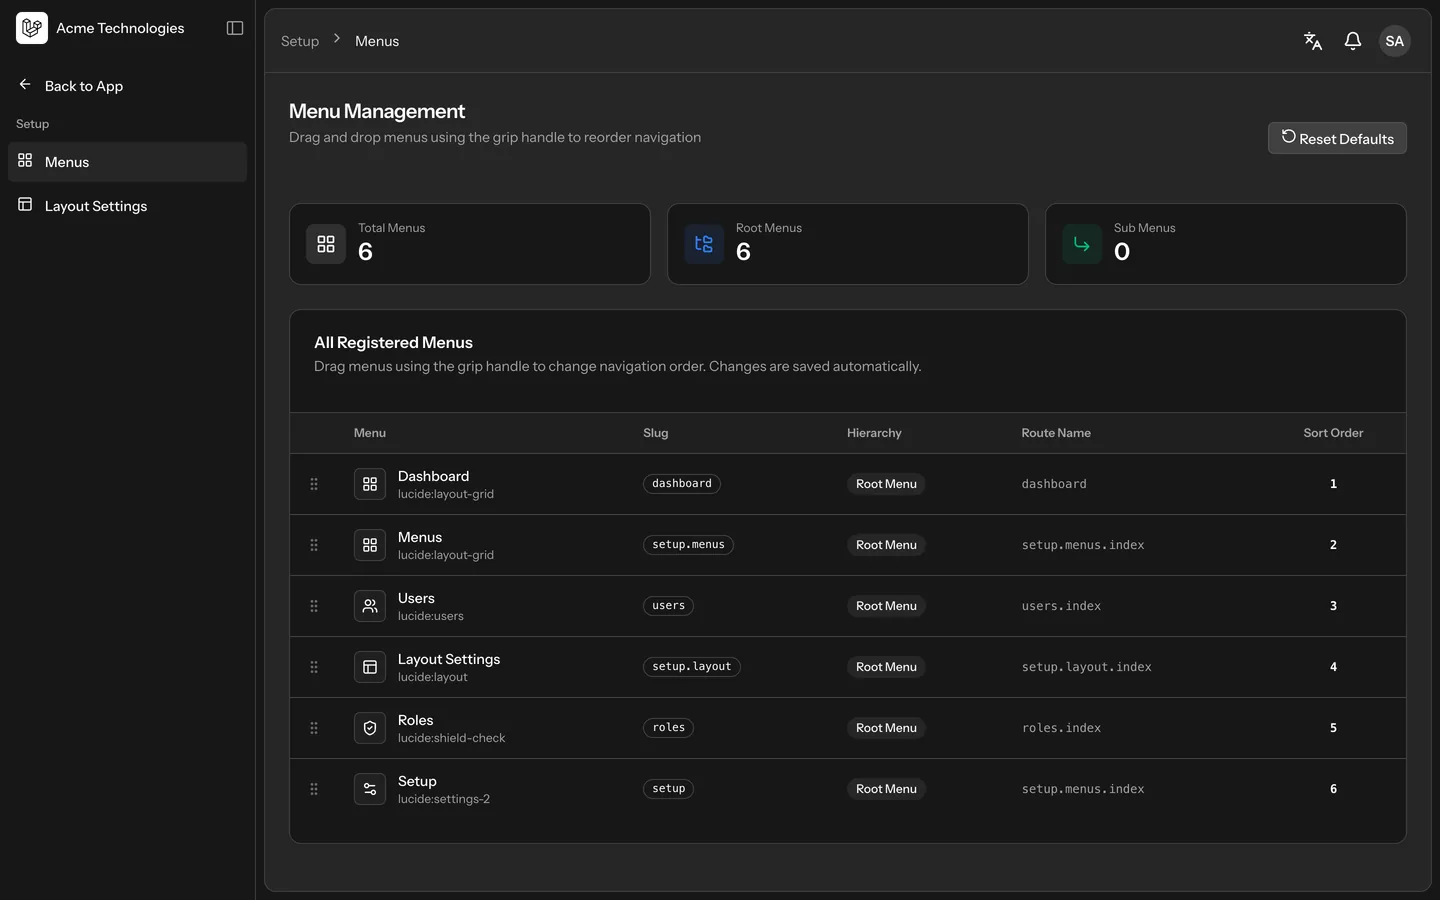 Acme Technologies
Back to App
Setup
Menus
Layout Settings
Setup Menus
SA
Menu Management
Drag and drop menus using the grip handle to reorder navigation
Reset Defaults
Total Menus
6
Root Menus
6
Sub Menus
0
All Registered Menus
Drag menus using the grip handle to change navigation order. Changes are saved automatically.
Menu Slug Hierarchy Route Name Sort Order
Dashboard
lucide:layout-grid
dashboard Root Menu dashboard 1
Menus
lucide:layout-grid
setup.menus Root Menu setup.menus.index 2
Users
lucide:users
users Root Menu users.index 3
Layout Settings
lucide:layout
setup.layout Root Menu setup.layout.index 4
Roles
lucide:shield-check
roles Root Menu roles.index 5
Setup
lucide:settings-2
setup Root Menu setup.menus.index 6